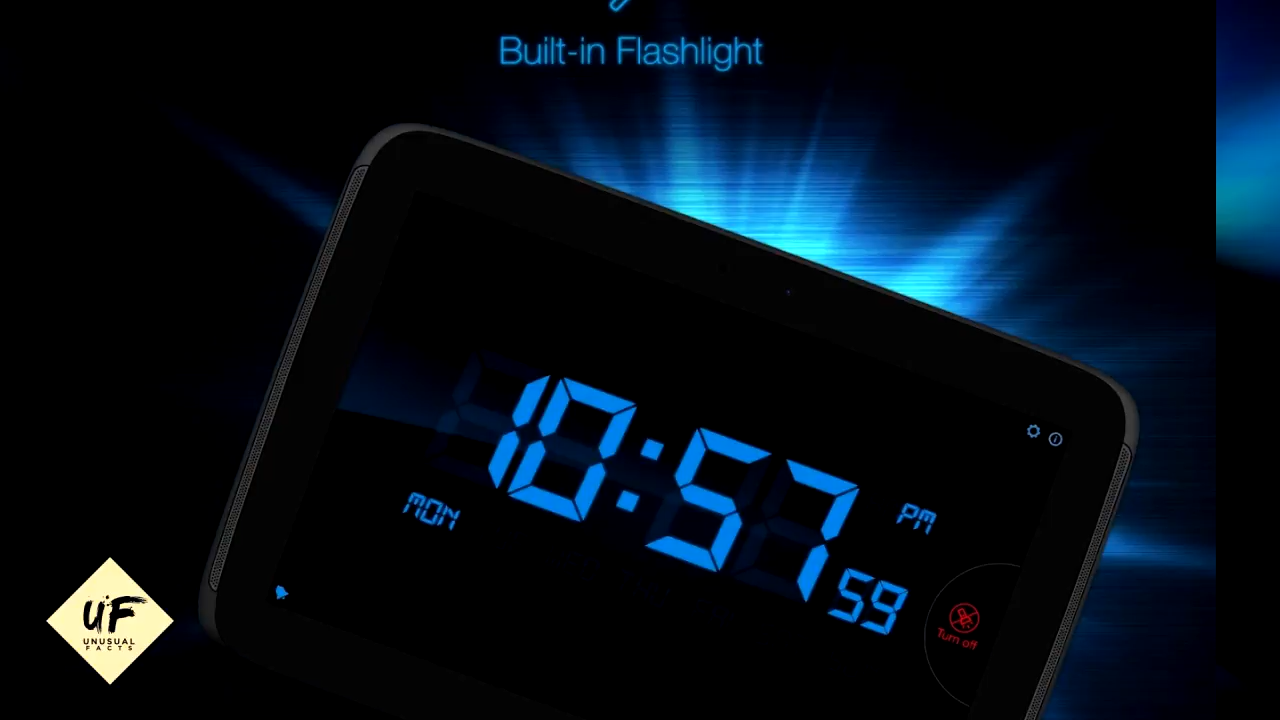 Built-in Flashlight
10:57
PM
MON
59
Turn off
UF
UNUSUAL
FACTS